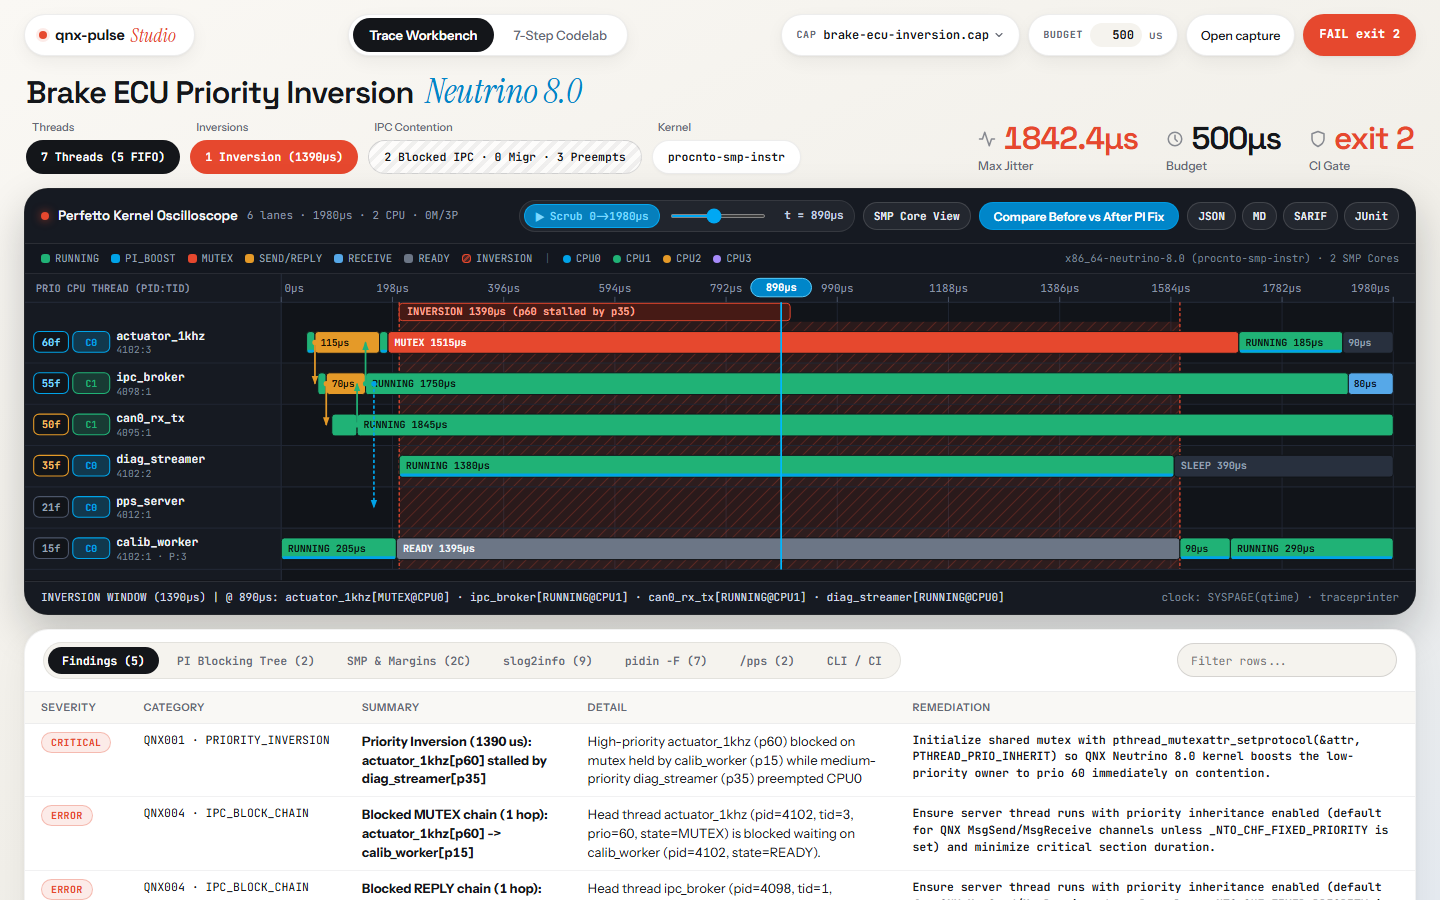 qnx-pulse Studio
Trace Workbench
7-Step Codelab
CAP brake-ecu-inversion.cap
BUDGET 500 us
Open capture
FAIL exit 2
Brake ECU Priority Inversion Neutrino 8.0
Threads
Inversions
IPC Contention
Kernel
7 Threads (5 FIFO)
1 Inversion (1390µs)
2 Blocked IPC · 0 Migr · 3 Preempts
procnto-smp-instr
1842.4µs
Max Jitter
500µs
Budget
exit 2
CI Gate
Perfetto Kernel Oscilloscope
6 lanes · 1980µs · 2 CPU · 0M/3P
▶ Scrub 0→1980µs
t = 890µs
SMP Core View
Compare Before vs After PI Fix
JSON
MD
SARIF
JUnit
RUNNING
PI_BOOST
MUTEX
SEND/REPLY
RECEIVE
READY
INVERSION
CPU0
CPU1
CPU2
CPU3
x86_64-neutrino-8.0 (procnto-smp-instr) · 2 SMP Cores
PRIO CPU THREAD (PID:TID)
0µs
198µs
396µs
594µs
792µs
890µs
990µs
1188µs
1386µs
1584µs
1782µs
1980µs
INVERSION 1390µs (p60 stalled by p35)
60f C0 actuator_1khz
4102:3
115µs
MUTEX 1515µs
RUNNING 185µs
90µs
55f C1 ipc_broker
4098:1
70µs
RUNNING 1750µs
80µs
50f C1 can0_rx_tx
4095:1
RUNNING 1845µs
35f C0 diag_streamer
4102:2
RUNNING 1380µs
SLEEP 390µs
21f C0 pps_server
4012:1
15f C0 calib_worker
4102:1 · P:3
RUNNING 205µs
READY 1395µs
90µs
RUNNING 290µs
INVERSION WINDOW (1390µs) | @ 890µs: actuator_1khz[MUTEX@CPU0] · ipc_broker[RUNNING@CPU1] · can0_rx_tx[RUNNING@CPU1] · diag_streamer[RUNNING@CPU0]
clock: SYSPAGE(qtime) · traceprinter
Findings (5)
PI Blocking Tree (2)
SMP & Margins (2C)
slog2info (9)
pidin -F (7)
/pps (2)
CLI / CI
Filter rows...
SEVERITY
CATEGORY
SUMMARY
DETAIL
REMEDIATION
CRITICAL
QNX001 · PRIORITY_INVERSION
Priority Inversion (1390 us):
actuator_1khz[p60] stalled by
diag_streamer[p35]
High-priority actuator_1khz (p60) blocked on
mutex held by calib_worker (p15) while medium-
priority diag_streamer (p35) preempted CPU0
Initialize shared mutex with pthread_mutexattr_setprotocol(&attr,
PTHREAD_PRIO_INHERIT) so QNX Neutrino 8.0 kernel boosts the low-
priority owner to prio 60 immediately on contention.
ERROR
QNX004 · IPC_BLOCK_CHAIN
Blocked MUTEX chain (1 hop):
actuator_1khz[p60] ->
calib_worker[p15]
Head thread actuator_1khz (pid=4102, tid=3,
prio=60, state=MUTEX) is blocked waiting on
calib_worker (pid=4102, state=READY).
Ensure server thread runs with priority inheritance enabled (default
for QNX MsgSend/MsgReceive channels unless _NTO_CHF_FIXED_PRIORITY is
set) and minimize critical section duration.
ERROR
QNX004 · IPC_BLOCK_CHAIN
Blocked REPLY chain (1 hop):
Head thread ipc_broker (pid=4098, tid=1,
Ensure server thread runs with priority inheritance enabled (default